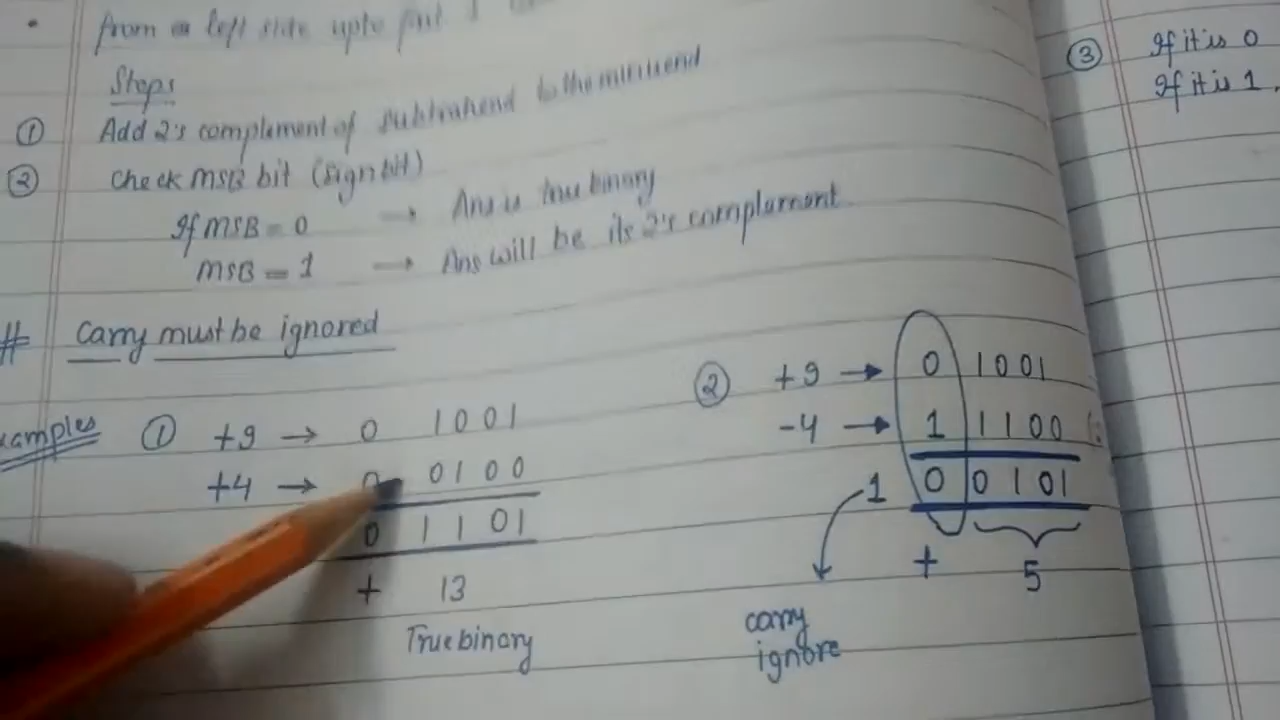 from a left side upto first 1
Steps
① Add 2's complement of subtrahend to the minuend
② check MSB bit (sign bit)
If MSB = 0 → Ans is true binary
MSB = 1 → Ans will be its 2's complement
# Carry must be ignored
xamples ① +9 → 0 1001
+4 → 0 0100
0 1101
+ 13
True binary
② +9 → 0 1001
-4 → 1 1100
1 0 0101
+ 5
carry
ignore
③ If it is 0
If it is 1